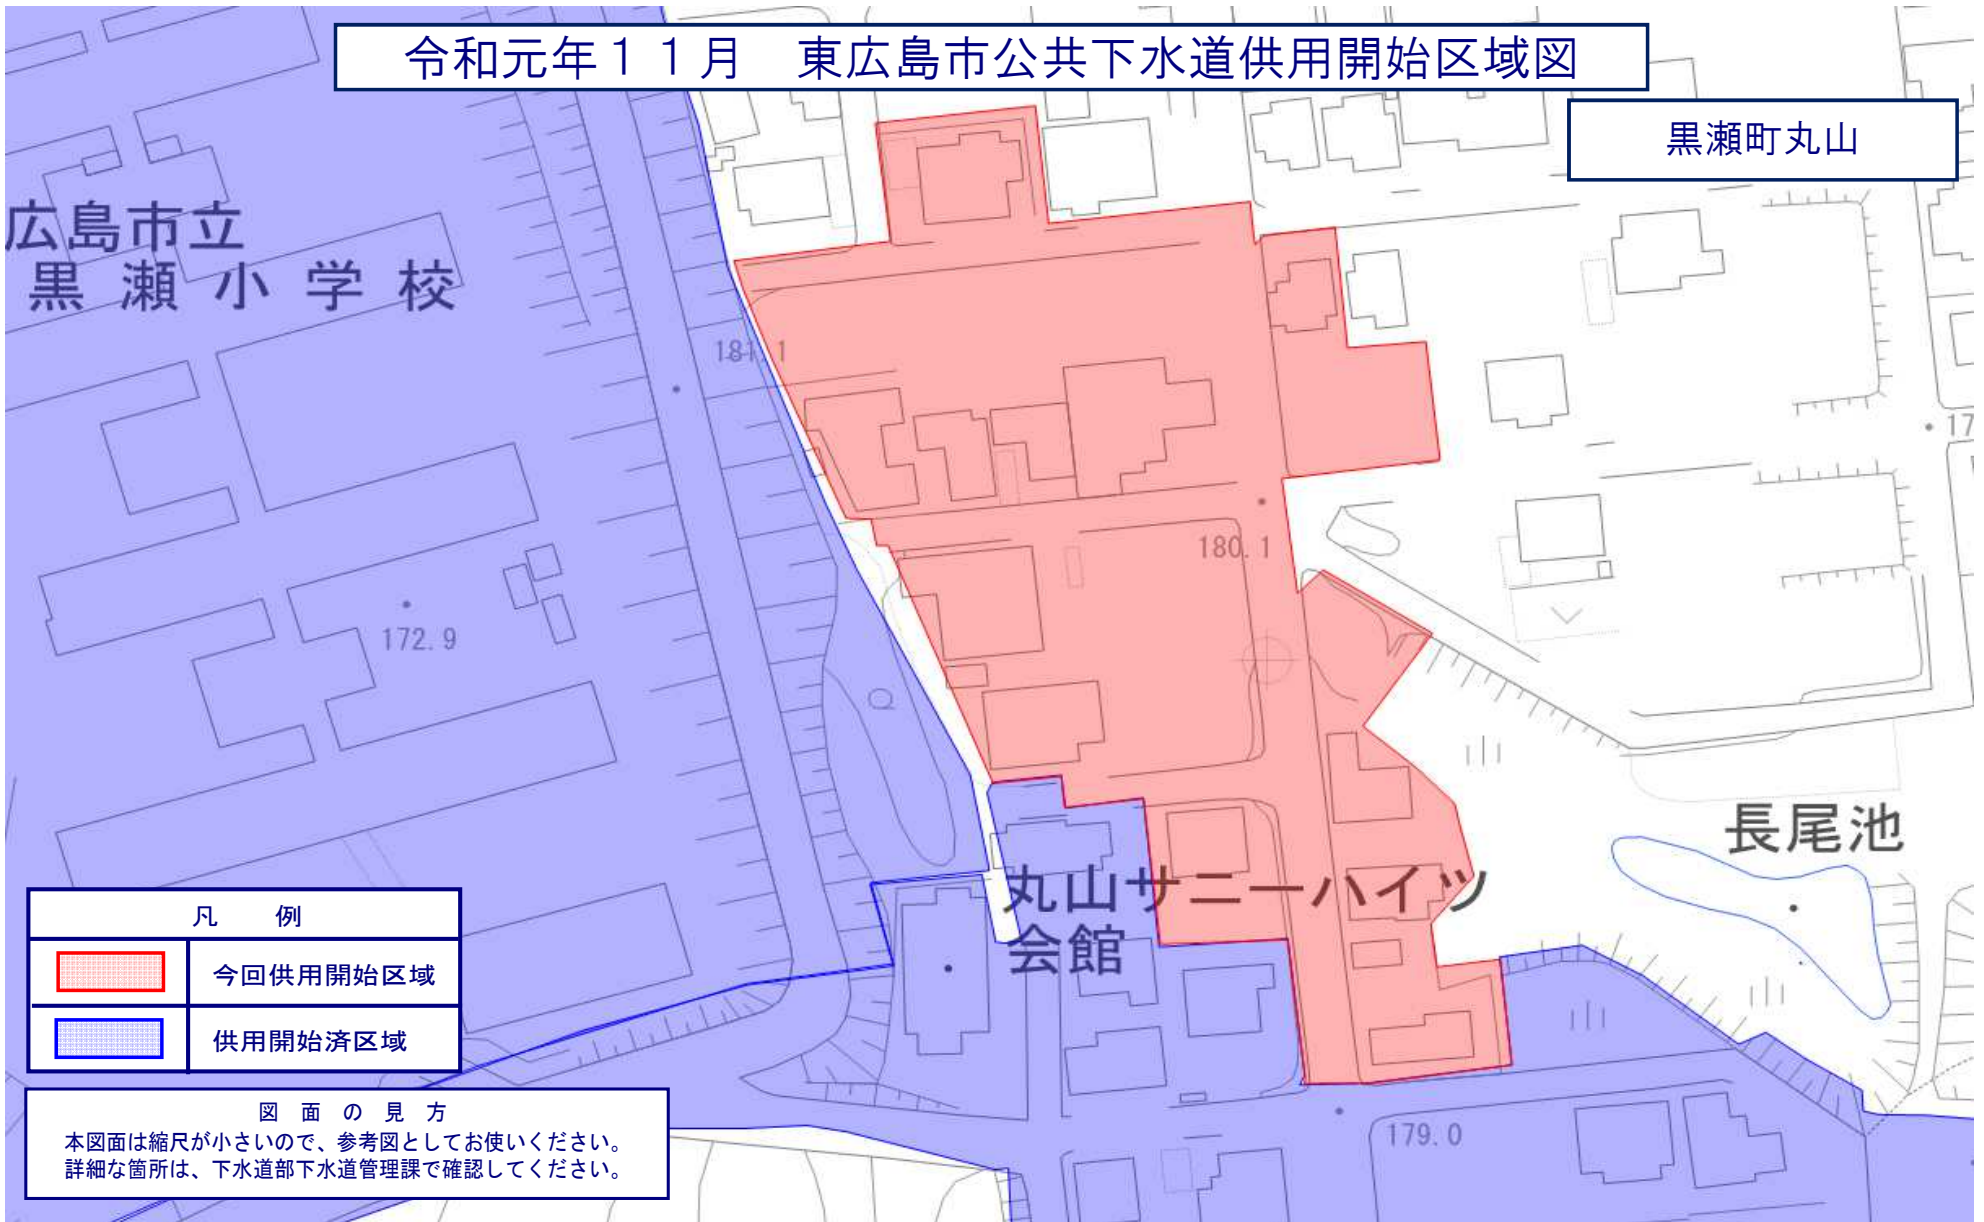 令和元年１１月　東広島市公共下水道供用開始区域図
黒瀬町丸山
広島市立
黒瀬小学校
181.1
17
180.1
172.9
長尾池
丸山サニーハイツ
会館
凡　例
今回供用開始区域
供用開始済区域
図面の見方
本図面は縮尺が小さいので、参考図としてお使いください。
詳細な箇所は、下水道部下水道管理課で確認してください。
179.0